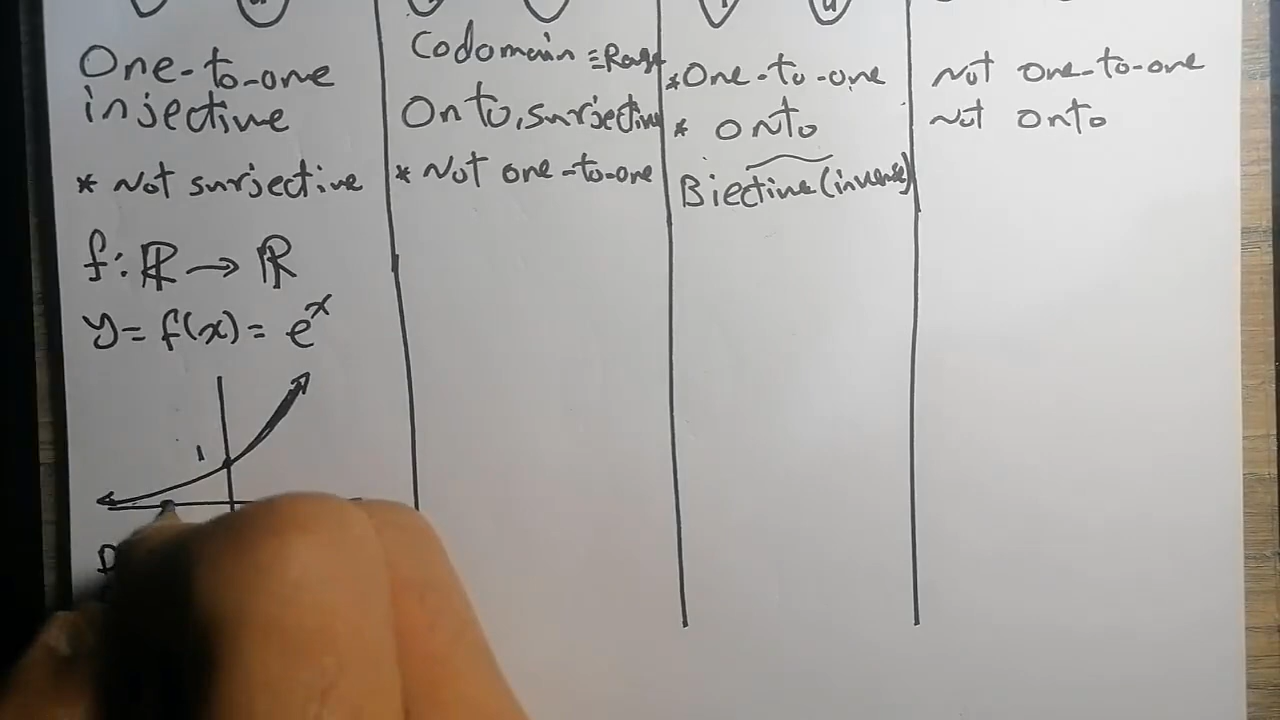 One-to-one
injective
* Not surjective
f: ℝ → ℝ
y = f(x) = e^x
1
D
Codomain = Range
Onto, surjective
* Not one-to-one
* One-to-one
* onto
Biective (inverse)
Not one-to-one
Not onto